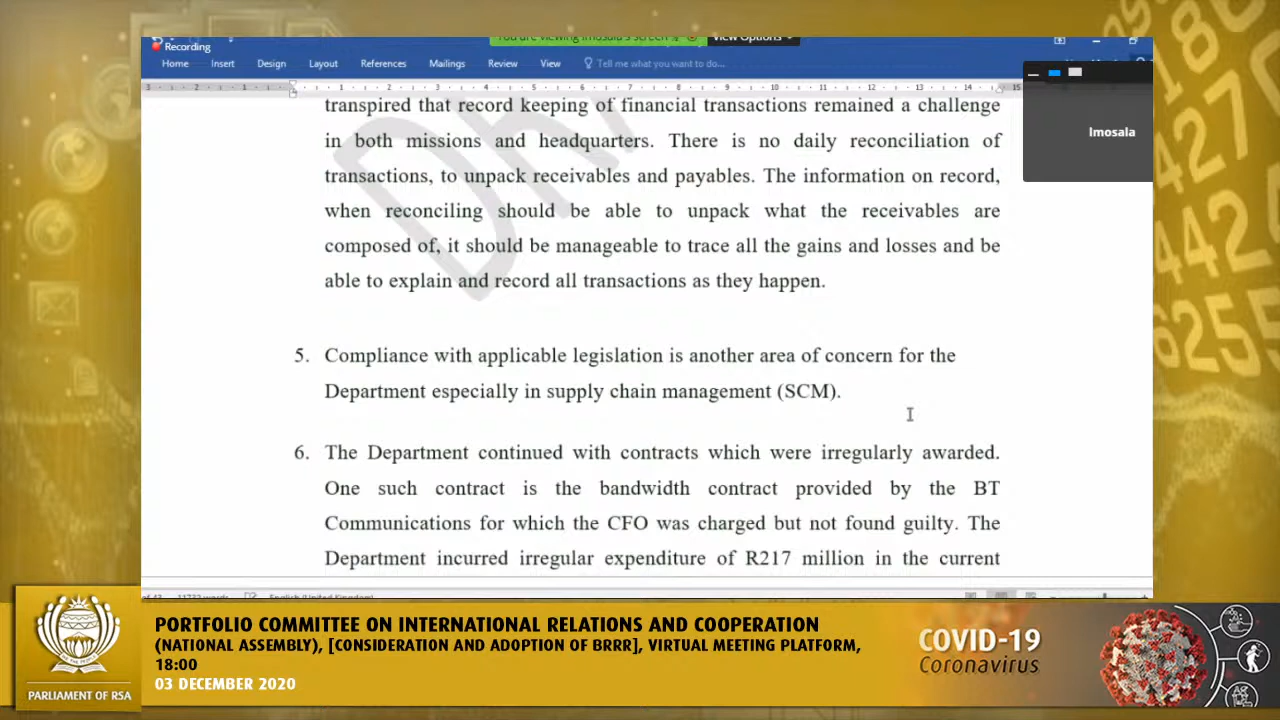 Recording
Home Insert Design Layout References Mailings Review View Tell me what you want to do...
Imosala
transpired that record keeping of financial transactions remained a challenge
in both missions and headquarters. There is no daily reconciliation of
transactions, to unpack receivables and payables. The information on record,
when reconciling should be able to unpack what the receivables are
composed of, it should be manageable to trace all the gains and losses and be
able to explain and record all transactions as they happen.
5. Compliance with applicable legislation is another area of concern for the
Department especially in supply chain management (SCM).
6. The Department continued with contracts which were irregularly awarded.
One such contract is the bandwidth contract provided by the BT
Communications for which the CFO was charged but not found guilty. The
Department incurred irregular expenditure of R217 million in the current
PORTFOLIO COMMITTEE ON INTERNATIONAL RELATIONS AND COOPERATION
(NATIONAL ASSEMBLY), [CONSIDERATION AND ADOPTION OF BRRR], VIRTUAL MEETING PLATFORM,
18:00
03 DECEMBER 2020
PARLIAMENT OF RSA
COVID-19
Coronavirus